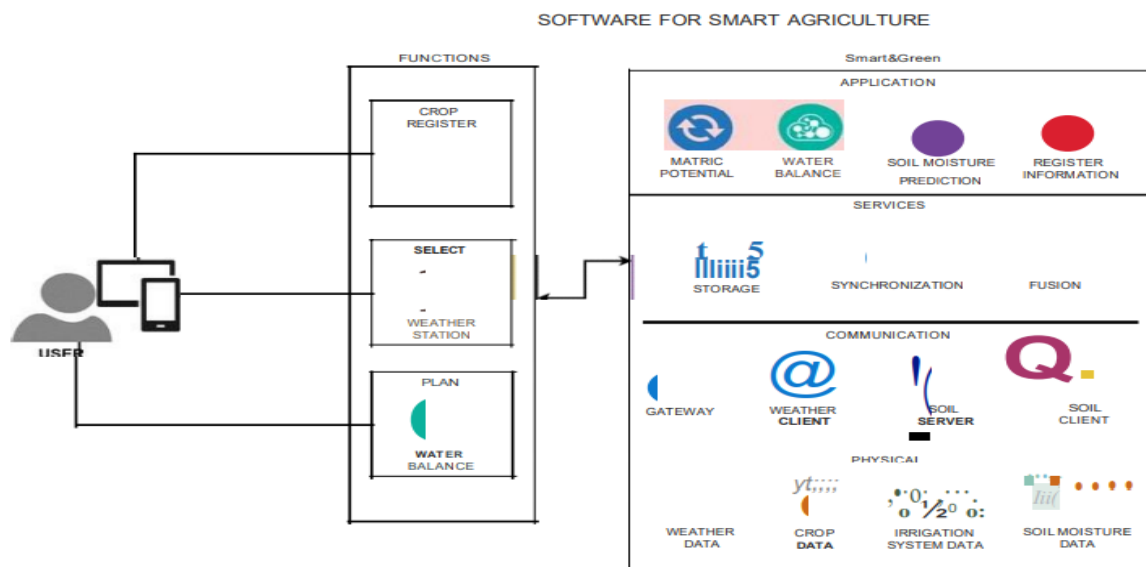 SOFTWARE FOR SMART AGRICULTURE
FUNCTIONS
CROP
REGISTER
SELECT
WEATHER
STATION
PLAN
WATER
BALANCE
USER
Smart&Green
APPLICATION
MATRIC
POTENTIAL
WATER
BALANCE
SOIL MOISTURE
PREDICTION
REGISTER
INFORMATION
SERVICES
STORAGE
SYNCHRONIZATION
FUSION
COMMUNICATION
@
Q.
GATEWAY
WEATHER
CLIENT
SOIL
SERVER
SOIL
CLIENT
PHYSICAL
WEATHER
DATA
CROP
DATA
IRRIGATION
SYSTEM DATA
SOIL MOISTURE
DATA